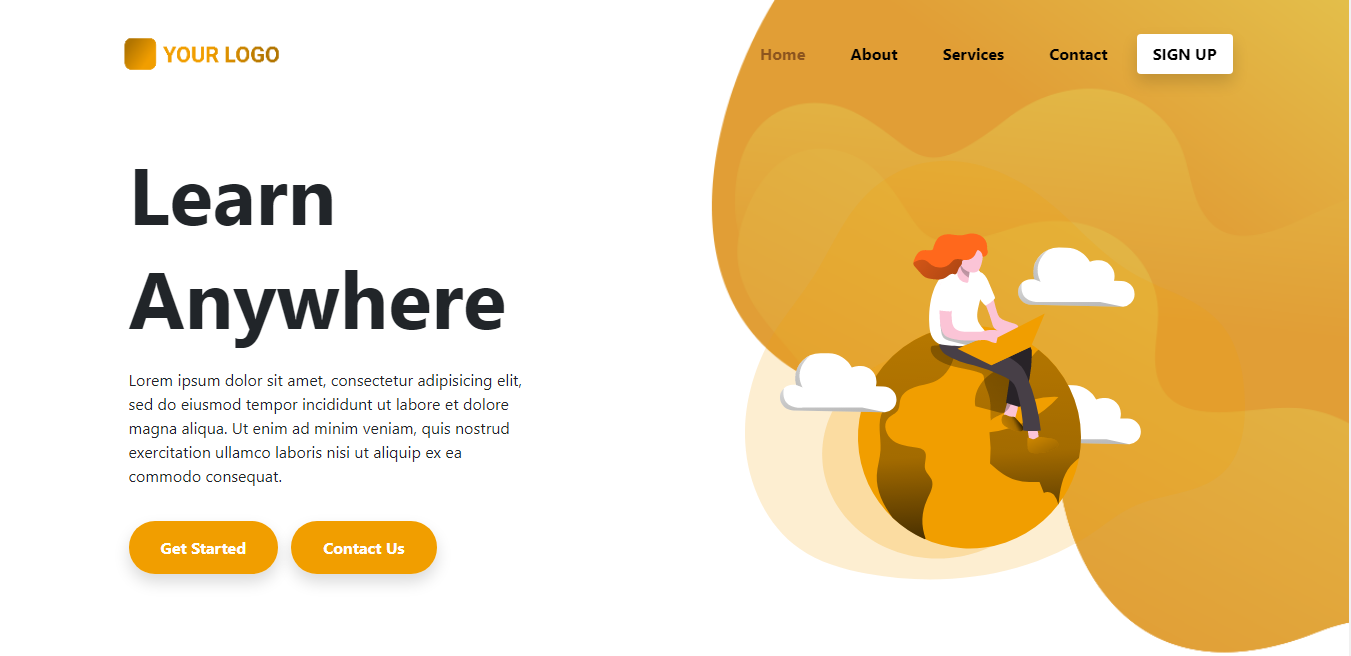 YOUR LOGO
Home About Services Contact SIGN UP
Learn
Anywhere
Lorem ipsum dolor sit amet, consectetur adipisicing elit,
sed do eiusmod tempor incididunt ut labore et dolore
magna aliqua. Ut enim ad minim veniam, quis nostrud
exercitation ullamco laboris nisi ut aliquip ex ea
commodo consequat.
Get Started Contact Us